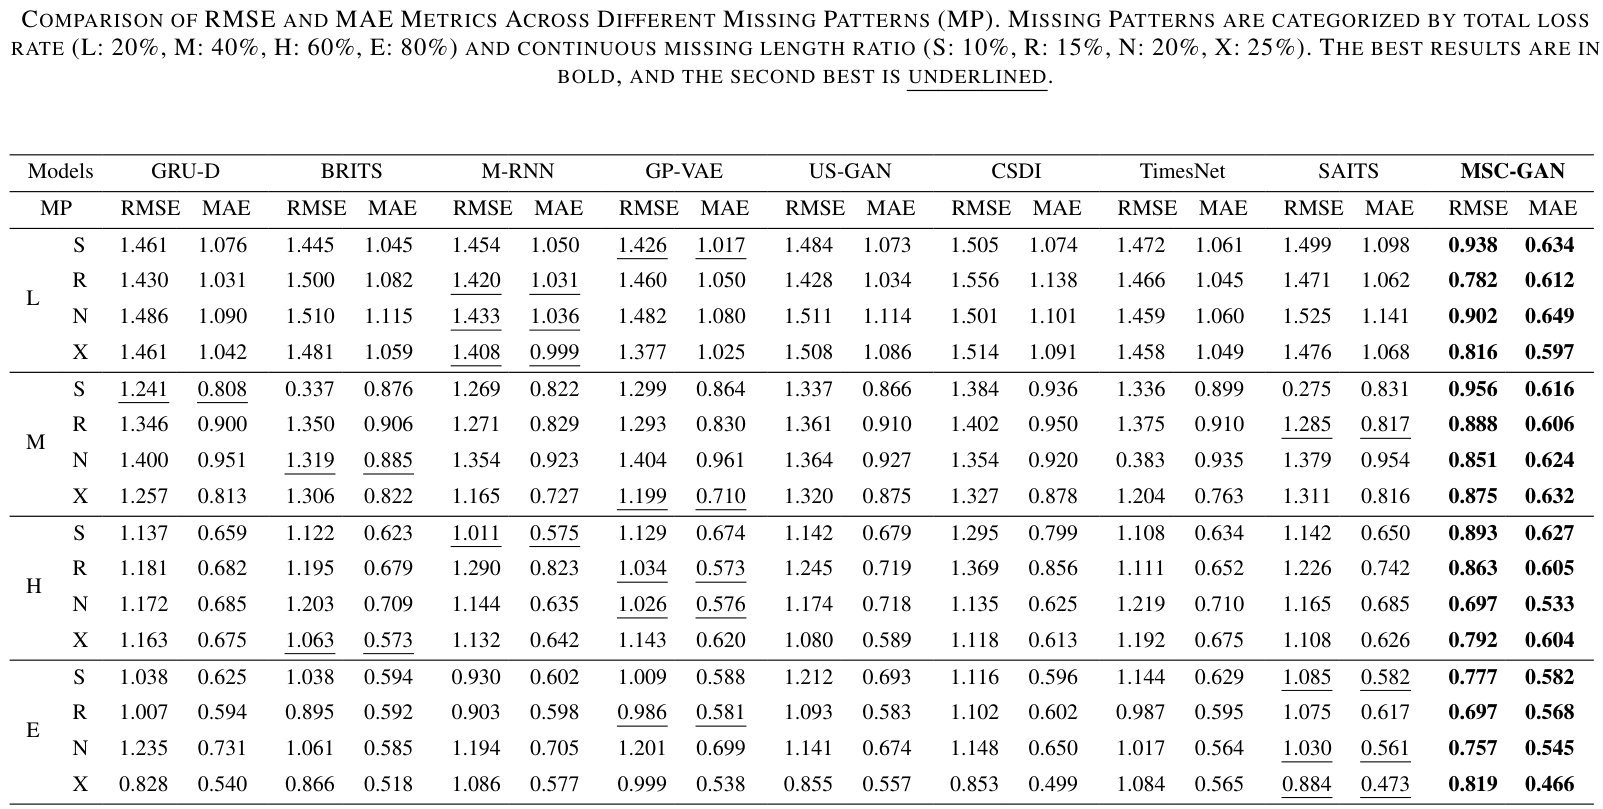 COMPARISON OF RMSE AND MAE METRICS ACROSS DIFFERENT MISSING PATTERNS (MP). MISSING PATTERNS ARE CATEGORIZED BY TOTAL LOSS
RATE (L: 20%, M: 40%, H: 60%, E: 80%) AND CONTINUOUS MISSING LENGTH RATIO (S: 10%, R: 15%, N: 20%, X: 25%). THE BEST RESULTS ARE IN
BOLD, AND THE SECOND BEST IS UNDERLINED.
Models GRU-D BRITS M-RNN GP-VAE US-GAN CSDI TimesNet SAITS MSC-GAN
MP RMSE MAE RMSE MAE RMSE MAE RMSE MAE RMSE MAE RMSE MAE RMSE MAE RMSE MAE RMSE MAE
L
S 1.461 1.076 1.445 1.045 1.454 1.050 1.426 1.017 1.484 1.073 1.505 1.074 1.472 1.061 1.499 1.098 0.938 0.634
R 1.430 1.031 1.500 1.082 1.420 1.031 1.460 1.050 1.428 1.034 1.556 1.138 1.466 1.045 1.471 1.062 0.782 0.612
N 1.486 1.090 1.510 1.115 1.433 1.036 1.482 1.080 1.511 1.114 1.501 1.101 1.459 1.060 1.525 1.141 0.902 0.649
X 1.461 1.042 1.481 1.059 1.408 0.999 1.377 1.025 1.508 1.086 1.514 1.091 1.458 1.049 1.476 1.068 0.816 0.597
M
S 1.241 0.808 0.337 0.876 1.269 0.822 1.299 0.864 1.337 0.866 1.384 0.936 1.336 0.899 0.275 0.831 0.956 0.616
R 1.346 0.900 1.350 0.906 1.271 0.829 1.293 0.830 1.361 0.910 1.402 0.950 1.375 0.910 1.285 0.817 0.888 0.606
N 1.400 0.951 1.319 0.885 1.354 0.923 1.404 0.961 1.364 0.927 1.354 0.920 0.383 0.935 1.379 0.954 0.851 0.624
X 1.257 0.813 1.306 0.822 1.165 0.727 1.199 0.710 1.320 0.875 1.327 0.878 1.204 0.763 1.311 0.816 0.875 0.632
H
S 1.137 0.659 1.122 0.623 1.011 0.575 1.129 0.674 1.142 0.679 1.295 0.799 1.108 0.634 1.142 0.650 0.893 0.627
R 1.181 0.682 1.195 0.679 1.290 0.823 1.034 0.573 1.245 0.719 1.369 0.856 1.111 0.652 1.226 0.742 0.863 0.605
N 1.172 0.685 1.203 0.709 1.144 0.635 1.026 0.576 1.174 0.718 1.135 0.625 1.219 0.710 1.165 0.685 0.697 0.533
X 1.163 0.675 1.063 0.573 1.132 0.642 1.143 0.620 1.080 0.589 1.118 0.613 1.192 0.675 1.108 0.626 0.792 0.604
E
S 1.038 0.625 1.038 0.594 0.930 0.602 1.009 0.588 1.212 0.693 1.116 0.596 1.144 0.629 1.085 0.582 0.777 0.582
R 1.007 0.594 0.895 0.592 0.903 0.598 0.986 0.581 1.093 0.583 1.102 0.602 0.987 0.595 1.075 0.617 0.697 0.568
N 1.235 0.731 1.061 0.585 1.194 0.705 1.201 0.699 1.141 0.674 1.148 0.650 1.017 0.564 1.030 0.561 0.757 0.545
X 0.828 0.540 0.866 0.518 1.086 0.577 0.999 0.538 0.855 0.557 0.853 0.499 1.084 0.565 0.884 0.473 0.819 0.466